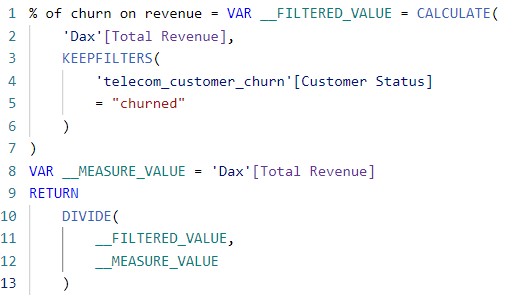 1 % of churn on revenue = VAR __FILTERED_VALUE = CALCULATE(
2 'Dax'[Total Revenue],
3 KEEPFILTERS(
4 'telecom_customer_churn'[Customer Status]
5 = "churned"
6 )
7 )
8 VAR __MEASURE_VALUE = 'Dax'[Total Revenue]
9 RETURN
10 DIVIDE(
11 __FILTERED_VALUE,
12 __MEASURE_VALUE
13 )